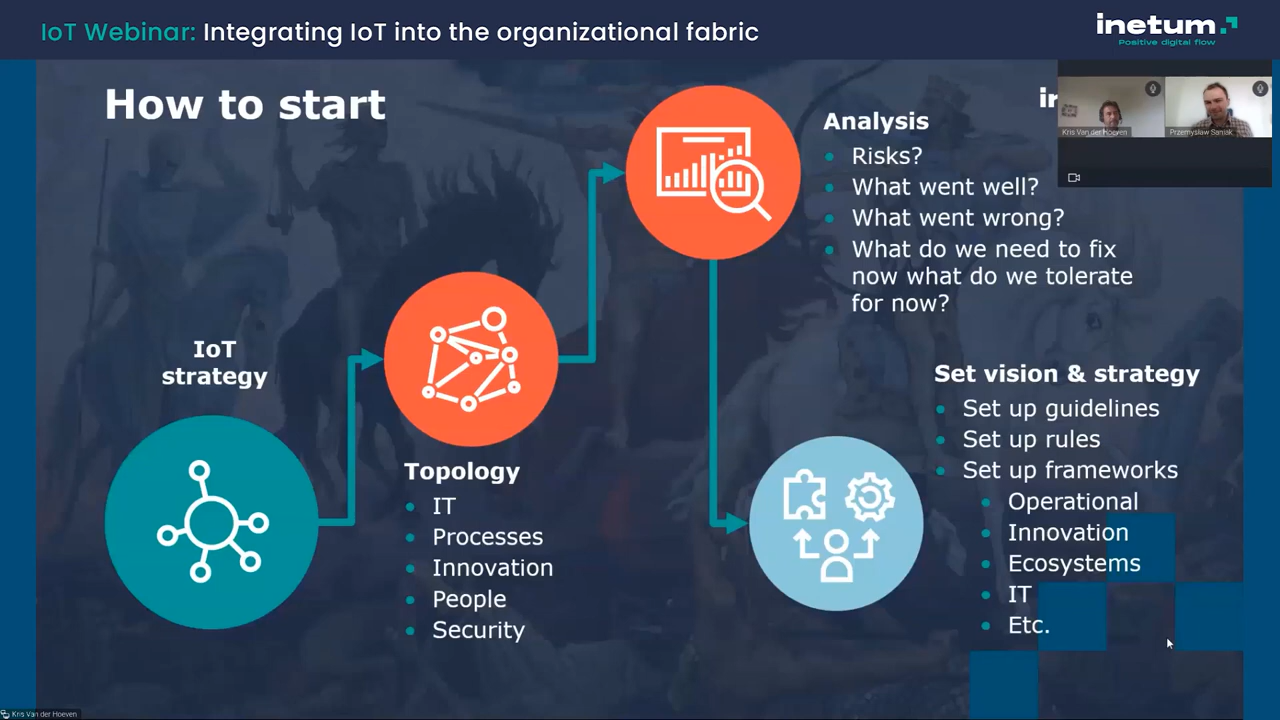 IoT Webinar: Integrating IoT into the organizational fabric
inetum
Positive digital flow
How to start
in
Kris Van der Hoeven
Analysis
Risks?
What went well?
What went wrong?
What do we need to fix
now what do we tolerate
for now?
IoT
strategy
Topology
IT
Processes
Innovation
People
Security
Set vision & strategy
Set up guidelines
Set up rules
Set up frameworks
Operational
Innovation
Ecosystems
IT
Etc.
Kris Van der Hoeven